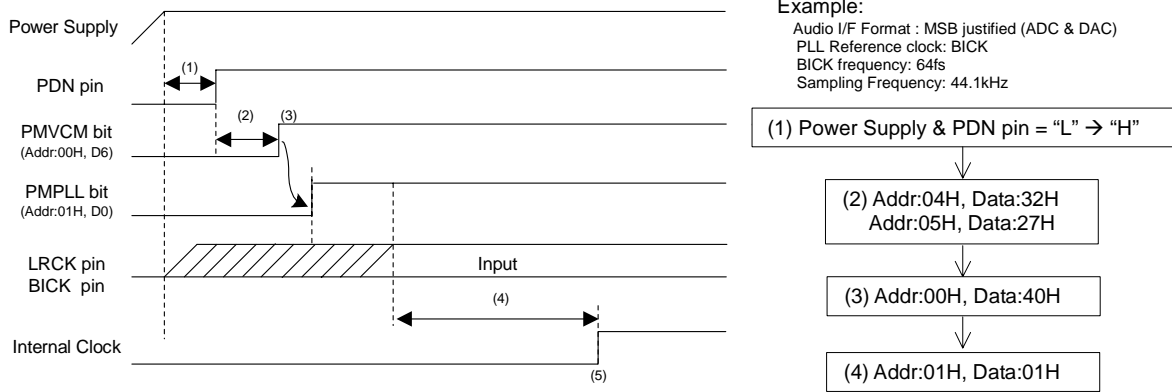 Power Supply
(1)
PDN pin
(2)
(3)
PMVCM bit
(Addr:00H, D6)
PMPLL bit
(Addr:01H, D0)
LRCK pin
BICK pin
Input
(4)
Internal Clock
(5)
Example:
Audio I/F Format : MSB justified (ADC & DAC)
PLL Reference clock: BICK
BICK frequency: 64fs
Sampling Frequency: 44.1kHz
(1) Power Supply & PDN pin = “L” → “H”
(2) Addr:04H, Data:32H
Addr:05H, Data:27H
(3) Addr:00H, Data:40H
(4) Addr:01H, Data:01H